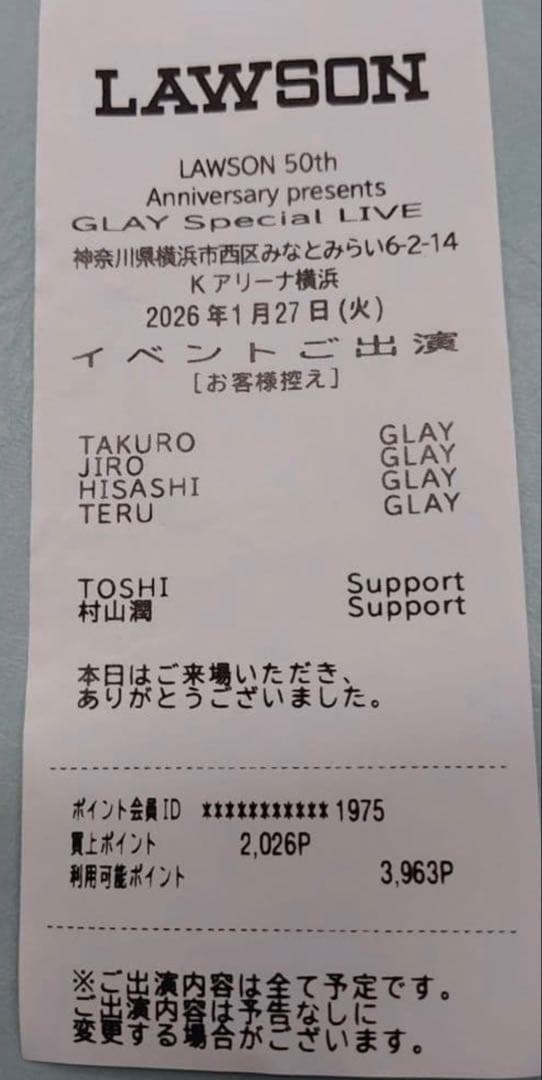 LAWSON
LAWSON 50th
Anniversary presents
GLAY Special LIVE
神奈川県横浜市西区みなとみらい6-2-14
K アリーナ横浜
2026 年1 月27 日 (火)
イベントご出演
[お客様控え]
TAKURO GLAY
JIRO GLAY
HISASHI GLAY
TERU GLAY
TOSHI Support
村山潤 Support
本日はご来場いただき、
ありがとうございました。
ポイント会員ID ***********1975
買上ポイント 2,026P
利用可能ポイント 3,963P
※ご出演内容は全て予定です。
ご出演内容は予告なしに
変更する場合がございます。